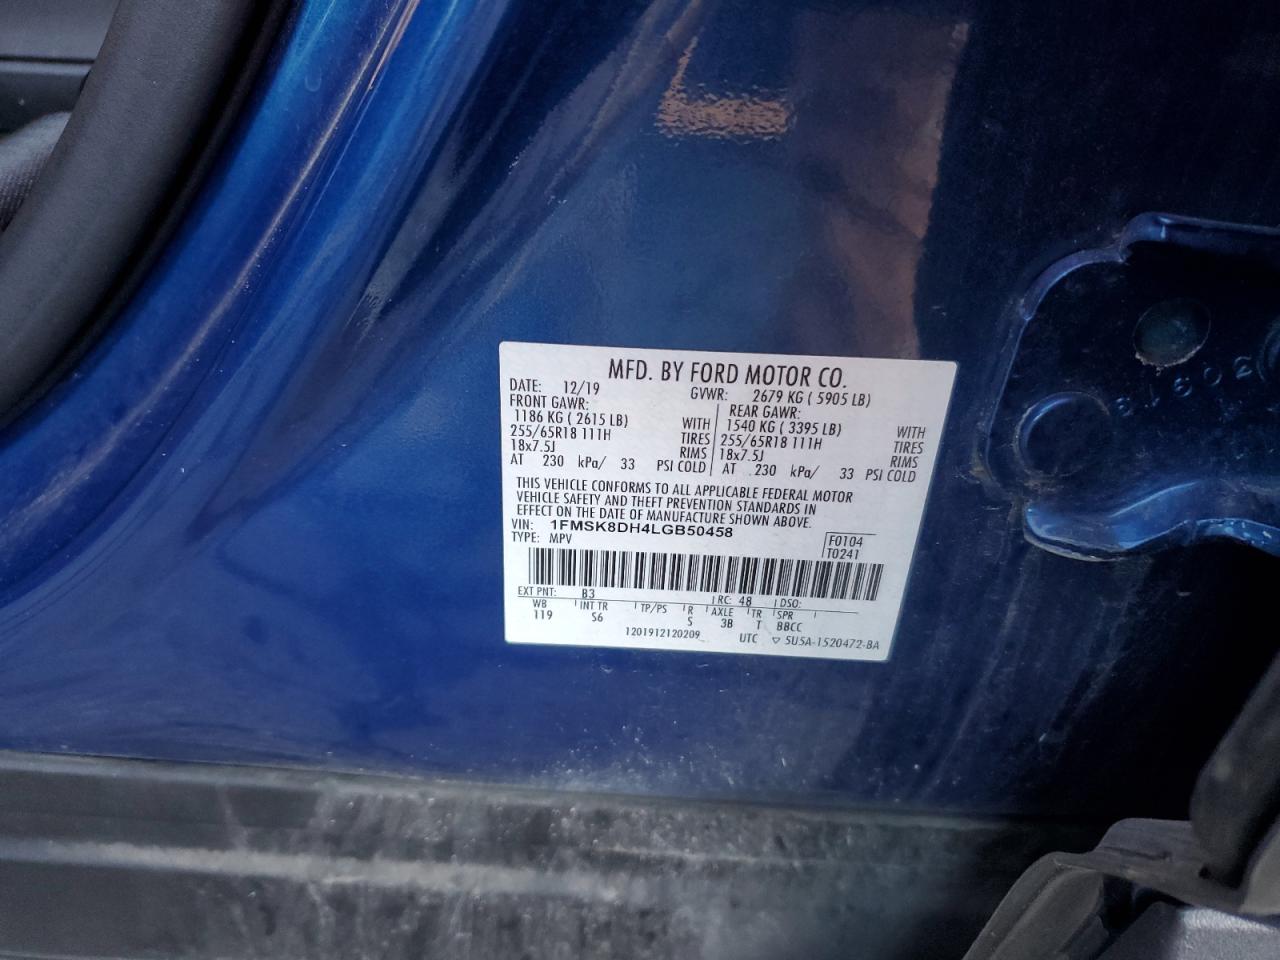 MFD. BY FORD MOTOR CO.
DATE: 12/19 GVWR: 2679 KG ( 5905 LB)
FRONT GAWR: REAR GAWR:
1186 KG ( 2615 LB) WITH 1540 KG ( 3395 LB) WITH
255/65R18 111H TIRES 255/65R18 111H TIRES
18x7.5J RIMS 18x7.5J RIMS
AT 230 kPa/ 33 PSI COLD AT 230 kPa/ 33 PSI COLD
THIS VEHICLE CONFORMS TO ALL APPLICABLE FEDERAL MOTOR
VEHICLE SAFETY AND THEFT PREVENTION STANDARDS IN
EFFECT ON THE DATE OF MANUFACTURE SHOWN ABOVE.
VIN: 1FMSK8DH4LGB50458
TYPE: MPV
F0104
T0241
EXT PNT: B3 RC: 48 DSO:
WB INT TR TP/PS R AXLE TR SPR
119 S6 S 3B T BBCC
1201912120209 UTC ▽ 5U5A-1520472-BA